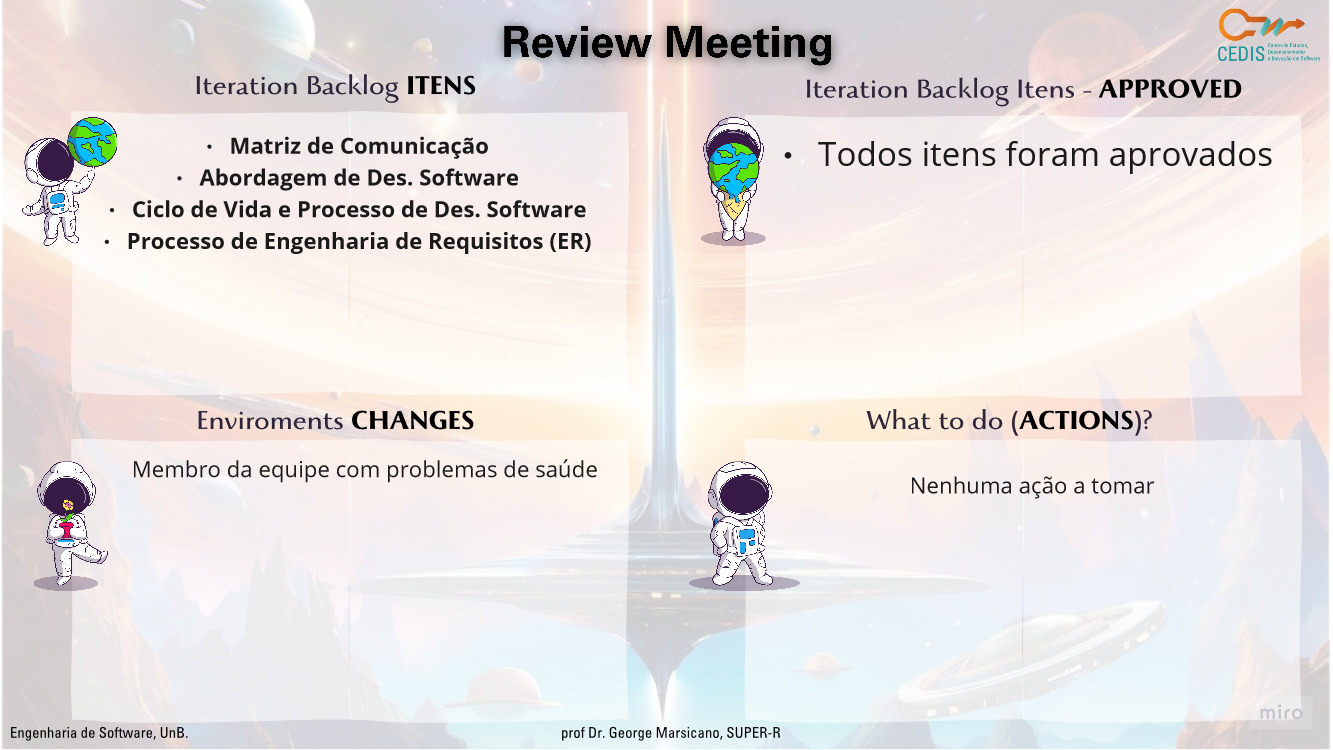 Review Meeting
CEDIS
Centro de Estudos,
Desenvolvimento
e Inovação em Software
Iteration Backlog ITENS
• Matriz de Comunicação
• Abordagem de Des. Software
• Ciclo de Vida e Processo de Des. Software
• Processo de Engenharia de Requisitos (ER)
Iteration Backlog Itens - APPROVED
• Todos itens foram aprovados
Enviroments CHANGES
Membro da equipe com problemas de saúde
What to do (ACTIONS)?
Nenhuma ação a tomar
miro
Engenharia de Software, UnB.
prof Dr. George Marsicano, SUPER-R